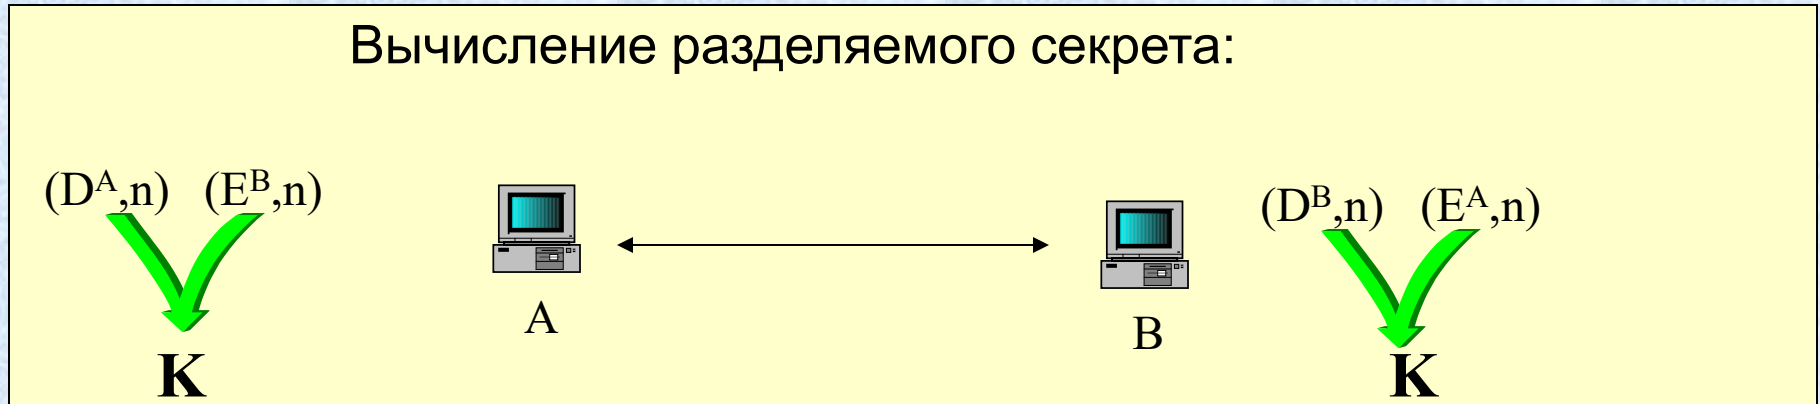 Вычисление разделяемого секрета:
(Dᴬ,n) (Eᴮ,n)
(Dᴮ,n) (Eᴬ,n)
A
B
K
K